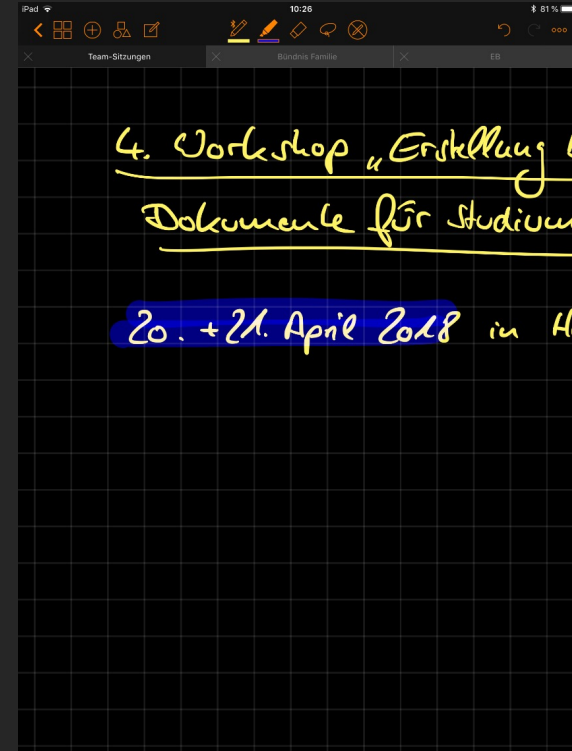 iPad 10:26 81 %
Team-Sitzungen Bündnis Familie EB
4. Workshop „Erstellung
Dokumente für Studium
20. + 21. April 2018 in